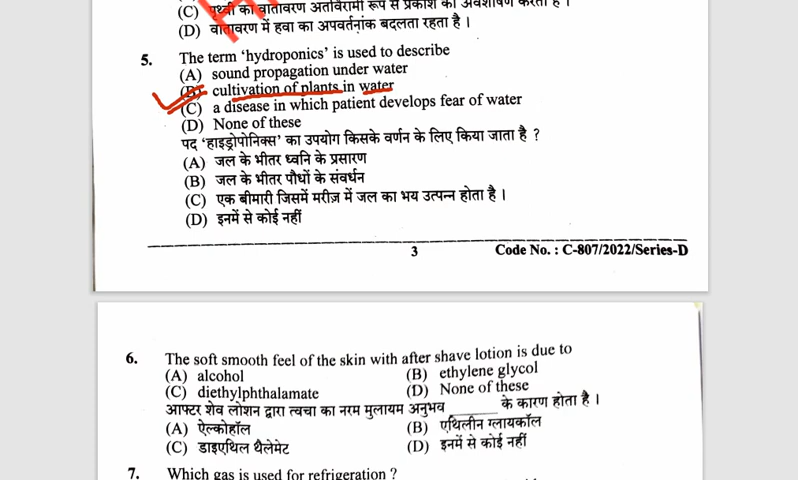 (C) पृथ्वी का वातावरण अतविरामी रूप से प्रकाश का अवशोषण करता है ।
(D) वातावरण में हवा का अपवर्तनांक बदलता रहता है ।
5. The term ‘hydroponics’ is used to describe
(A) sound propagation under water
(B) cultivation of plants in water
(C) a disease in which patient develops fear of water
(D) None of these
पद ‘हाइड्रोपोनिक्स’ का उपयोग किसके वर्णन के लिए किया जाता है ?
(A) जल के भीतर ध्वनि के प्रसारण
(B) जल के भीतर पौधों के संवर्धन
(C) एक बीमारी जिसमें मरीज़ में जल का भय उत्पन्न होता है ।
(D) इनमें से कोई नहीं
3 Code No. : C-807/2022/Series-D
6. The soft smooth feel of the skin with after shave lotion is due to
(A) alcohol (B) ethylene glycol
(C) diethylphthalamate (D) None of these
आफ्टर शेव लोशन द्वारा त्वचा का नरम मुलायम अनुभव ______ के कारण होता है ।
(A) ऐल्कोहॉल (B) एथिलीन ग्लायकॉल
(C) डाइएथिल थैलेमेट (D) इनमें से कोई नहीं
7. Which gas is used for refrigeration ?